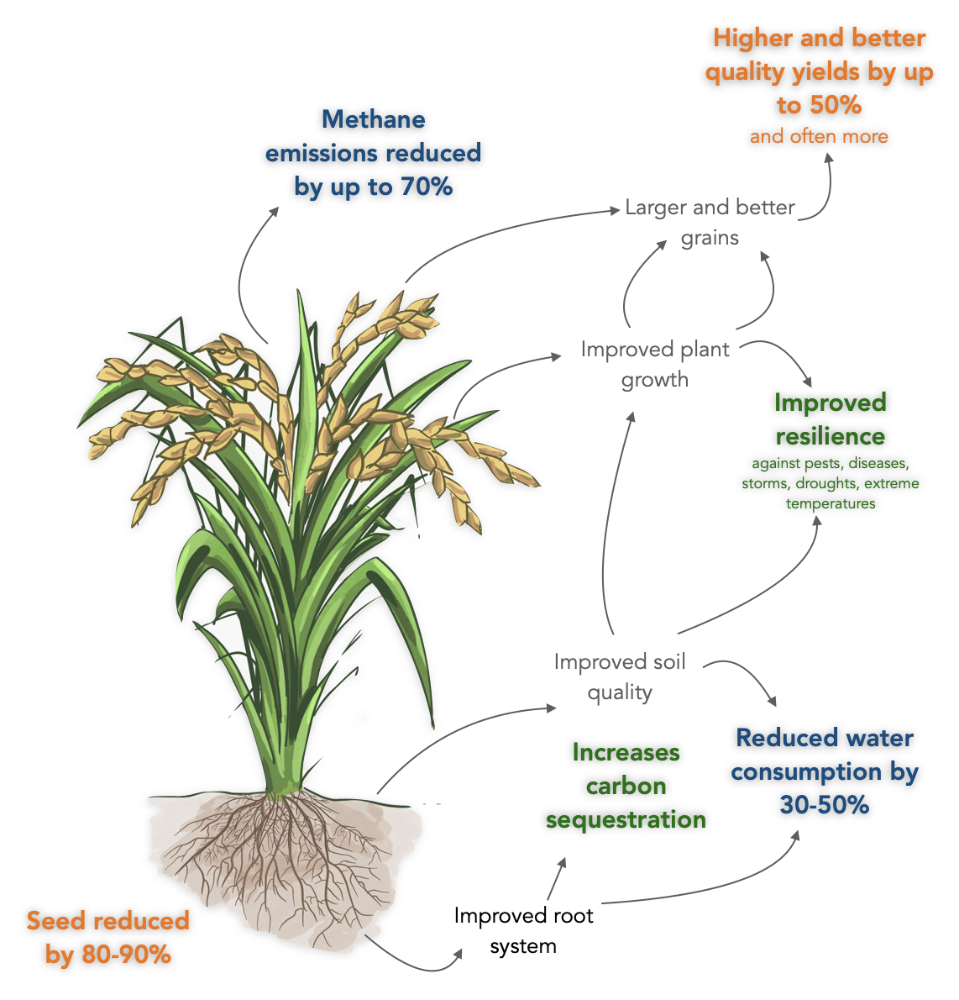 Higher and better
quality yields by up
to 50%
and often more
Methane
emissions reduced
by up to 70%
Larger and better
grains
Improved plant
growth
Improved
resilience
against pests, diseases,
storms, droughts, extreme
temperatures
Improved soil
quality
Increases
carbon
sequestration
Reduced water
consumption by
30-50%
Improved root
system
Seed reduced
by 80-90%